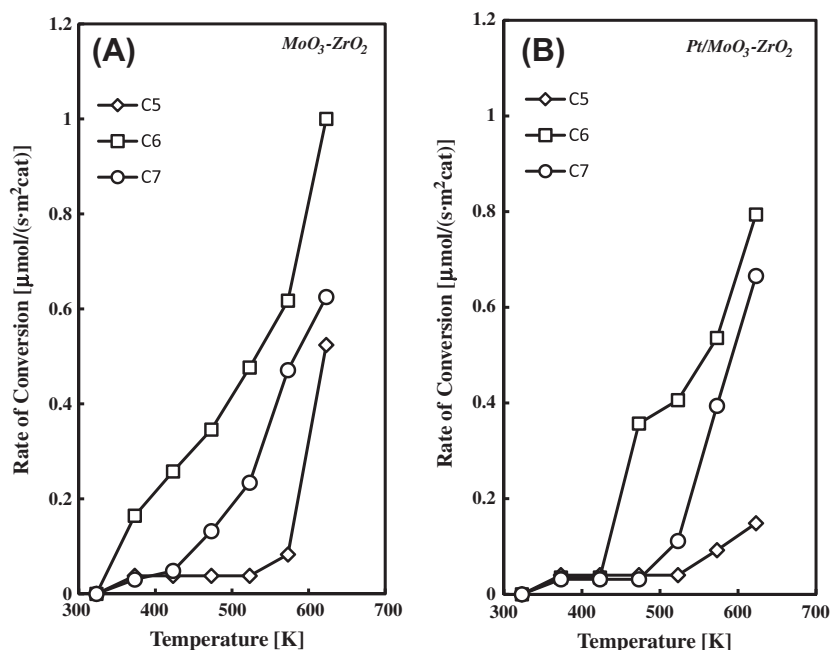 (A)
MoO₃-ZrO₂
C5
C6
C7
Rate of Conversion [μmol/(s·m²cat)]
1.2
1
0.8
0.6
0.4
0.2
0
300 400 500 600 700
Temperature [K]
(B)
Pt/MoO₃-ZrO₂
C5
C6
C7
Rate of Conversion [μmol/(s·m²cat)]
1.2
1
0.8
0.6
0.4
0.2
0
300 400 500 600 700
Temperature [K]